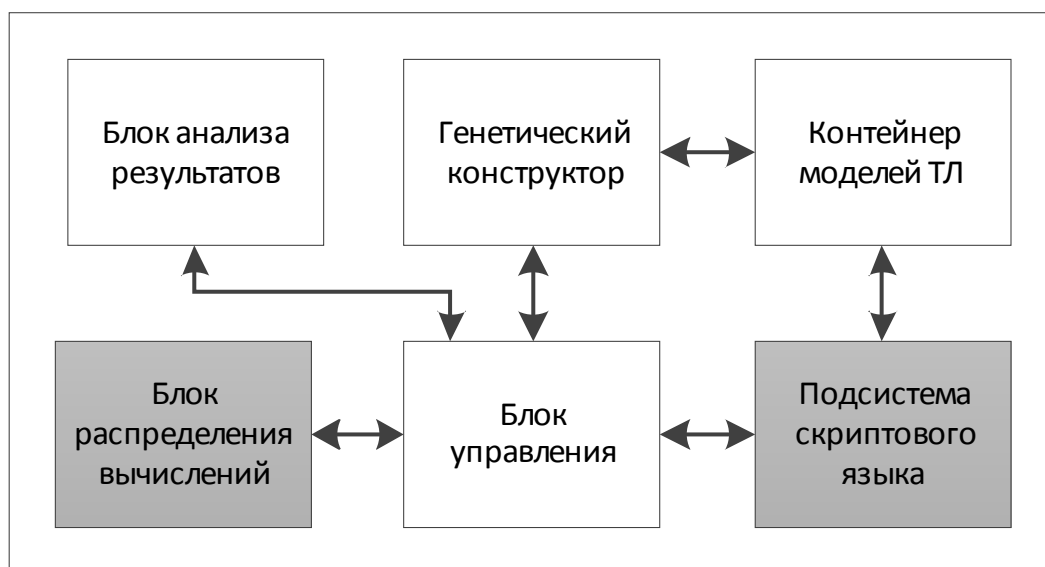 Блок анализа
результатов
Генетический
конструктор
Контейнер
моделей ТЛ
Блок
распределения
вычислений
Блок
управления
Подсистема
скриптового
языка